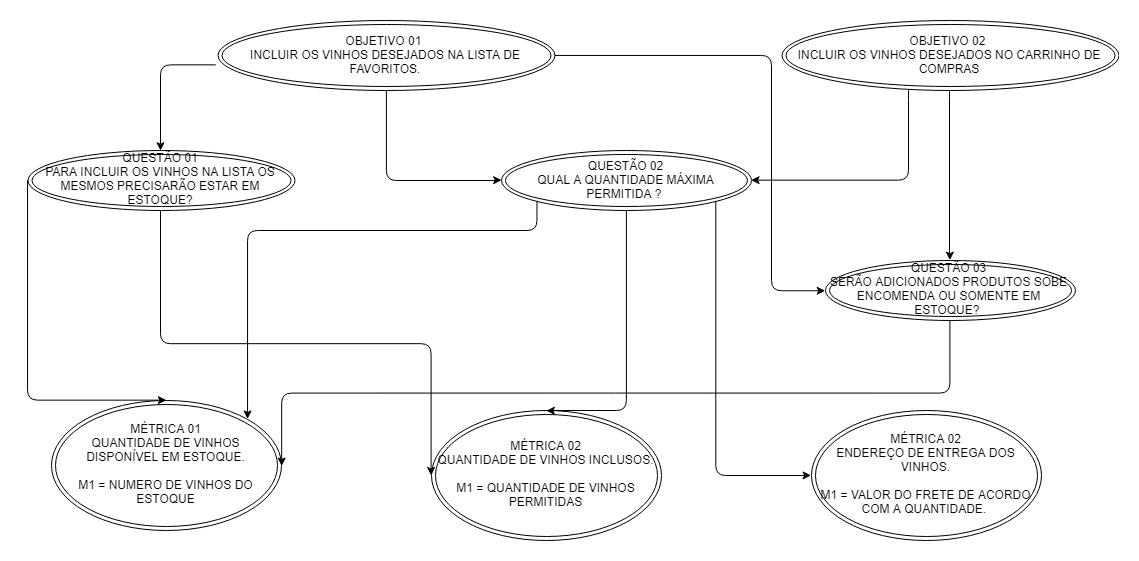 OBJETIVO 01
INCLUIR OS VINHOS DESEJADOS NA LISTA DE
FAVORITOS.
OBJETIVO 02
INCLUIR OS VINHOS DESEJADOS NO CARRINHO DE
COMPRAS
QUESTÃO 01
PARA INCLUIR OS VINHOS NA LISTA OS
MESMOS PRECISARÃO ESTAR EM
ESTOQUE?
QUESTÃO 02
QUAL A QUANTIDADE MÁXIMA
PERMITIDA ?
QUESTÃO 03
SERÃO ADICIONADOS PRODUTOS SOBE
ENCOMENDA OU SOMENTE EM
ESTOQUE?
MÉTRICA 01
QUANTIDADE DE VINHOS
DISPONÍVEL EM ESTOQUE.
M1 = NUMERO DE VINHOS DO
ESTOQUE
MÉTRICA 02
QUANTIDADE DE VINHOS INCLUSOS.
M1 = QUANTIDADE DE VINHOS
PERMITIDAS
MÉTRICA 02
ENDEREÇO DE ENTREGA DOS
VINHOS.
M1 = VALOR DO FRETE DE ACORDO
COM A QUANTIDADE.